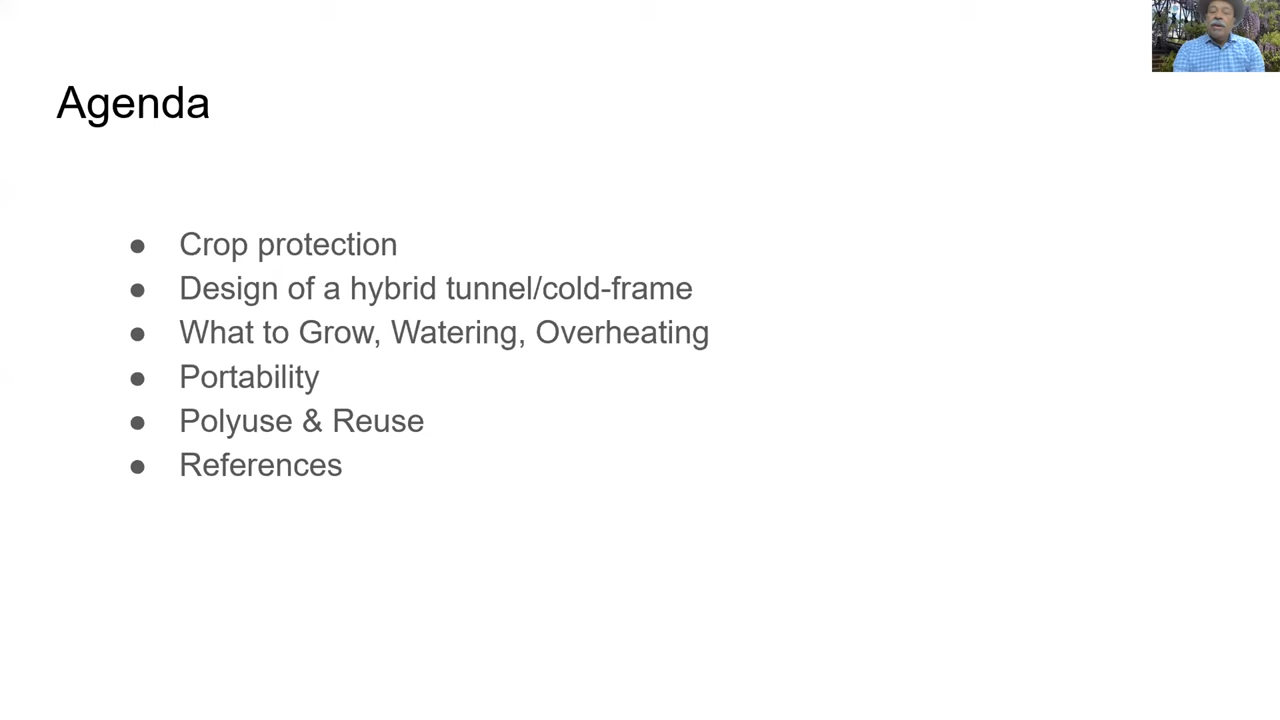 Agenda
● Crop protection
● Design of a hybrid tunnel/cold-frame
● What to Grow, Watering, Overheating
● Portability
● Polyuse & Reuse
● References